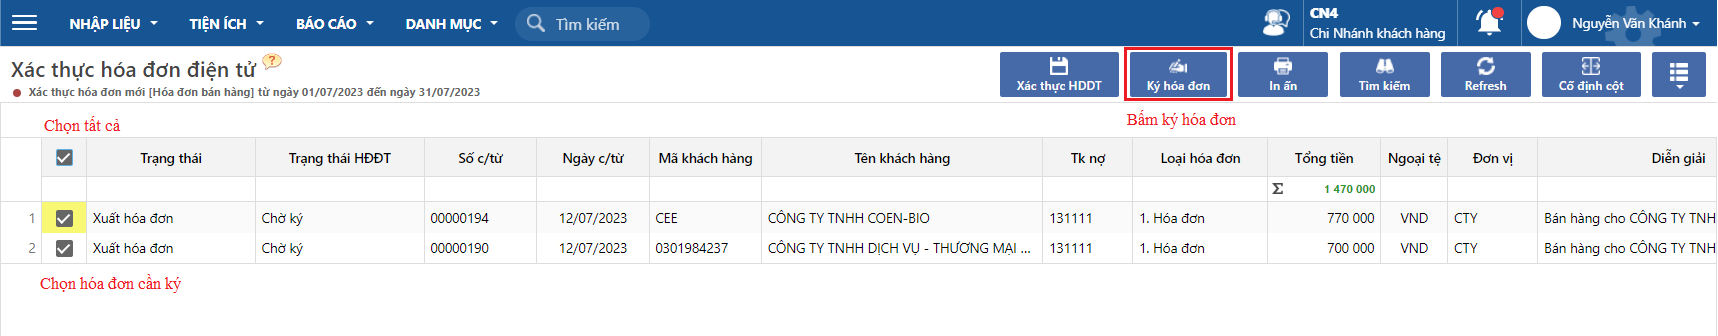 NHẬP LIỆU TIỆN ÍCH BÁO CÁO DANH MỤC Tìm kiếm CN4 Nguyễn Văn Khánh
Chi Nhánh khách hàng
Xác thực hóa đơn điện tử ?
Xác thực hóa đơn mới [Hóa đơn bán hàng] từ ngày 01/07/2023 đến ngày 31/07/2023
Xác thực HDDT Ký hóa đơn In ấn Tìm kiếm Refresh Cố định cột
Chọn tất cả Bấm ký hóa đơn
Trạng thái Trạng thái HĐĐT Số c/từ Ngày c/từ Mã khách hàng Tên khách hàng Tk nợ Loại hóa đơn Tổng tiền Ngoại tệ Đơn vị Diễn giải
Σ 1 470 000
1 Xuất hóa đơn Chờ ký 00000194 12/07/2023 CEE CÔNG TY TNHH COEN-BIO 131111 1. Hóa đơn 770 000 VND CTY Bán hàng cho CÔNG TY TNH
2 Xuất hóa đơn Chờ ký 00000190 12/07/2023 0301984237 CÔNG TY TNHH DỊCH VỤ - THƯƠNG MẠI ... 131111 1. Hóa đơn 700 000 VND CTY Bán hàng cho CÔNG TY TNH
Chọn hóa đơn cần ký